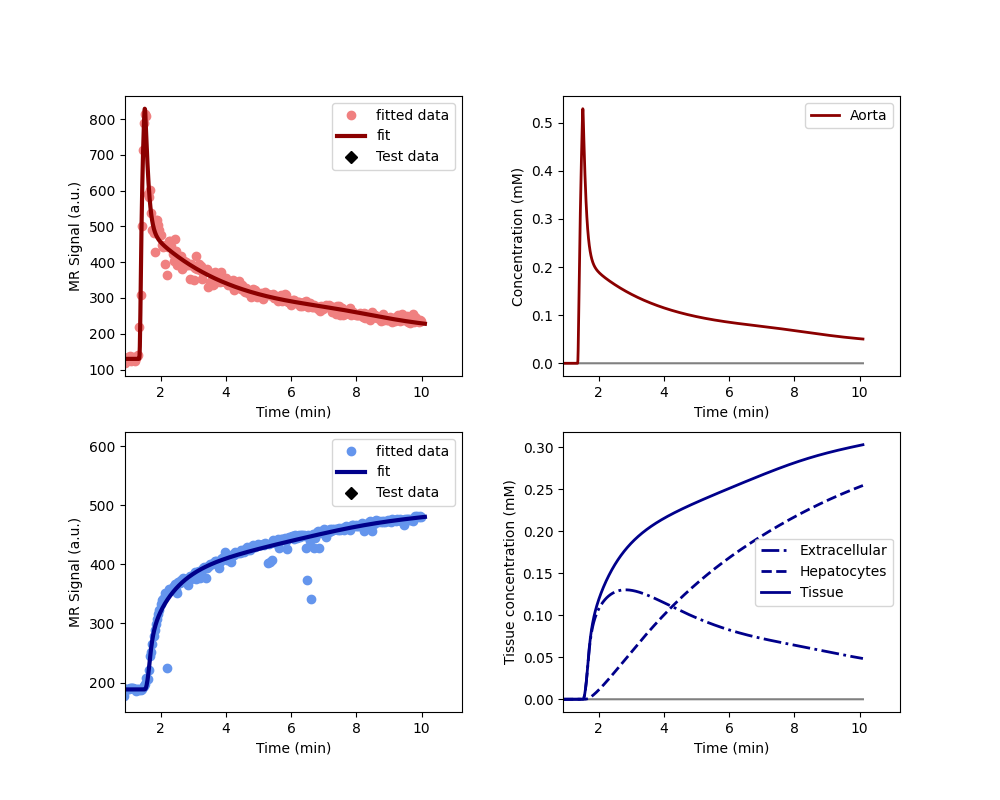 800
700
600
500
400
300
200
100
MR Signal (a.u.)
2 4 6 8 10
Time (min)
fitted data
fit
Test data
0.5
0.4
0.3
0.2
0.1
0.0
Concentration (mM)
2 4 6 8 10
Time (min)
Aorta
600
500
400
300
200
MR Signal (a.u.)
2 4 6 8 10
Time (min)
fitted data
fit
Test data
0.30
0.25
0.20
0.15
0.10
0.05
0.00
Tissue concentration (mM)
2 4 6 8 10
Time (min)
Extracellular
Hepatocytes
Tissue